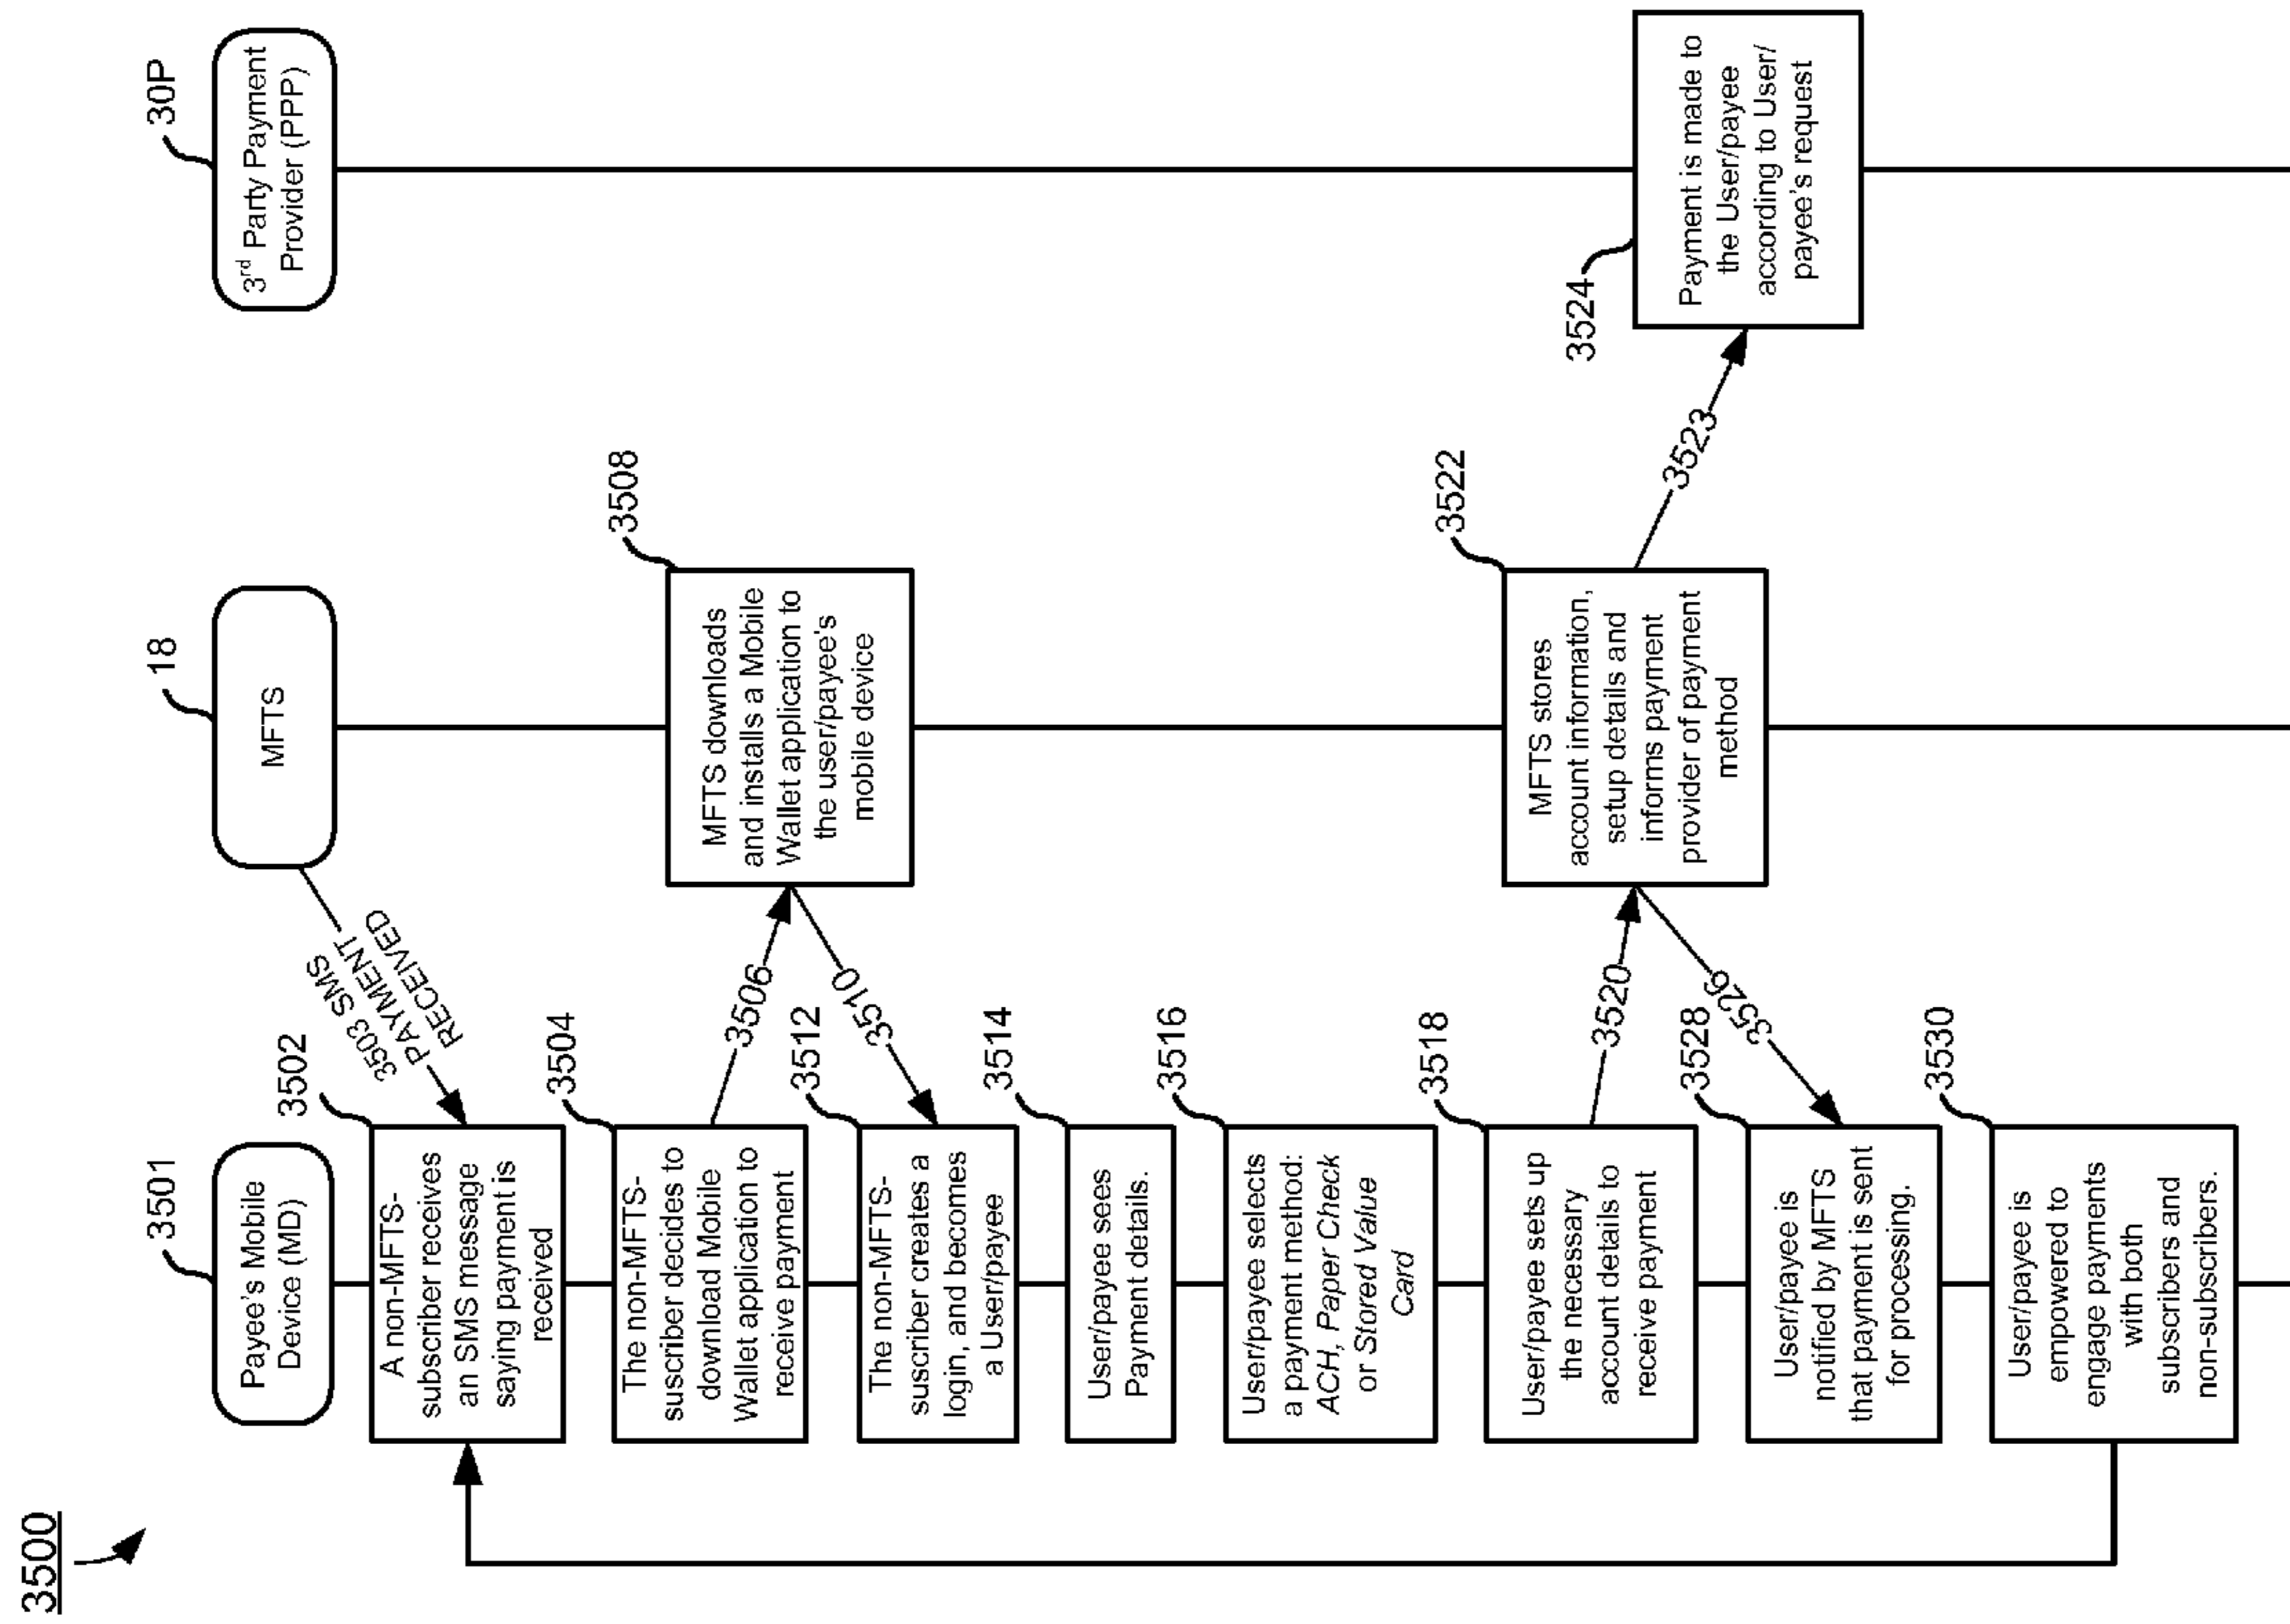 3500
3501
Payee's Mobile
Device (MD)
18
MFTS
30P
3rd Party Payment
Provider (PPP)
3503 SMS
PAYMENT
RECEIVED
3502
A non-MFTS-
subscriber receives
an SMS message
saying payment is
received
3504
The non-MFTS-
suscriber decides to
download Mobile
Wallet application to
receive payment
3506
3508
MFTS downloads
and installs a Mobile
Wallet application to
the user/payee's
mobile device
3510
3512
The non-MFTS-
suscriber creates a
login, and becomes
a User/payee
3514
User/payee sees
Payment details.
3516
User/payee selects
a payment method:
ACH, Paper Check
or Stored Value
Card
3518
User/payee sets up
the necessary
account details to
receive payment
3520
3522
MFTS stores
account information,
setup details and
informs payment
provider of payment
method
3523
3524
Payment is made to
the User/payee
according to User/
payee's request
3526
3528
User/payee is
notified by MFTS
that payment is sent
for processing.
3530
User/payee is
empowered to
engage payments
with both
subscribers and
non-subscribers.